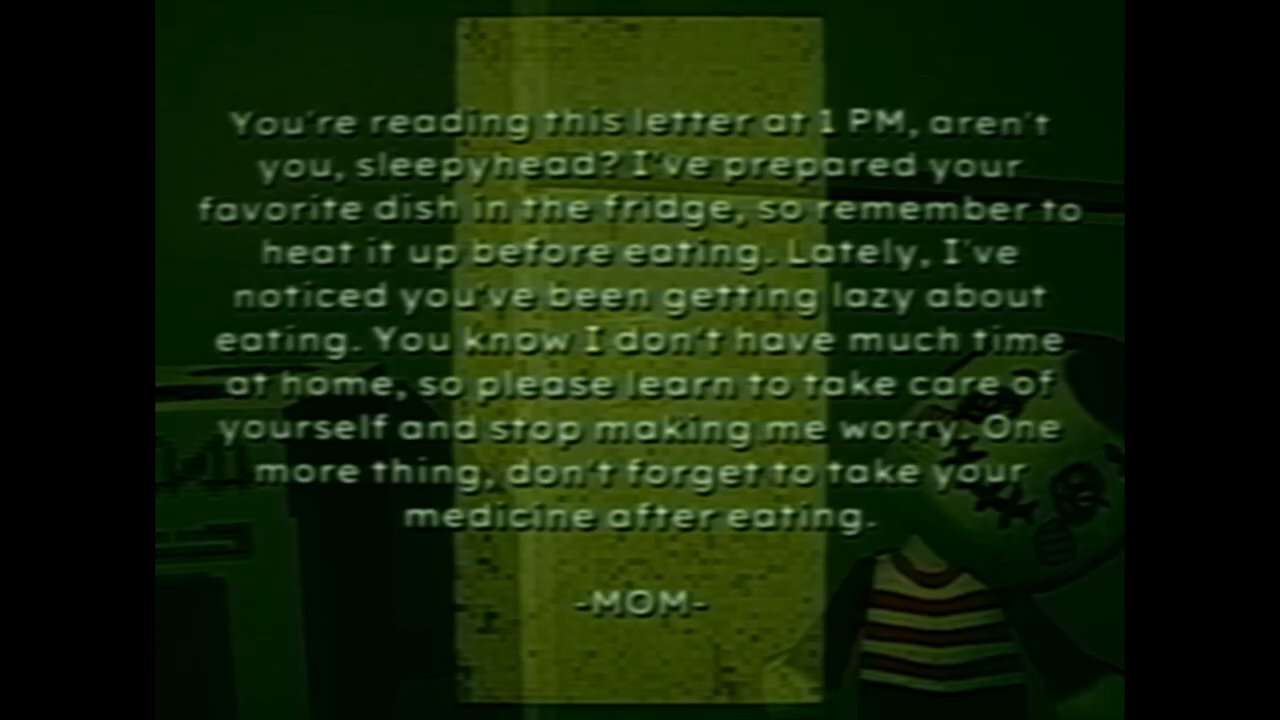 You're reading this letter at 1 PM, aren't
you, sleepyhead? I've prepared your
favorite dish in the fridge, so remember to
heat it up before eating. Lately, I've
noticed you've been getting lazy about
eating. You know I don't have much time
at home, so please learn to take care of
yourself and stop making me worry. One
more thing, don't forget to take your
medicine after eating.
-MOM-